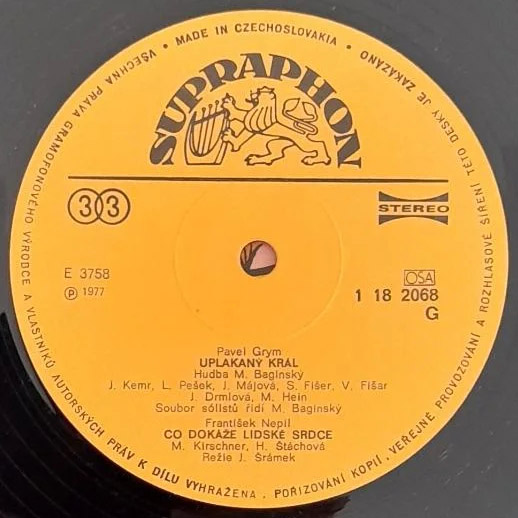 VŠECHNA PRÁVA GRAMOFONOVÉHO VÝROBCE A VLASTNÍKŮ AUTORSKÝCH PRÁV K DÍLU VYHRAŽENA . POŘIZOVÁNÍ KOPIÍ . VEŘEJNÉ PROVOZOVÁNÍ A ROZHLASOVÉ ŠÍŘENÍ TÉTO DESKY JE ZAKÁZÁNO • MADE IN CZECHOSLOVAKIA •
SUPRAPHON
33
STEREO
E 3758
OSA
Ⓟ 1977
1 18 2068
G
Pavel Grym
UPLAKANÝ KRÁL
Hudba M. Baginský
J. Kemr, L. Pešek, J. Májová, S. Fišer, V. Fišar
J. Drmlová, M. Hein
Soubor sólistů řídí M. Baginský
František Nepil
CO DOKÁŽE LIDSKÉ SRDCE
M. Kirschner, H. Štáchová
Režie J. Šrámek